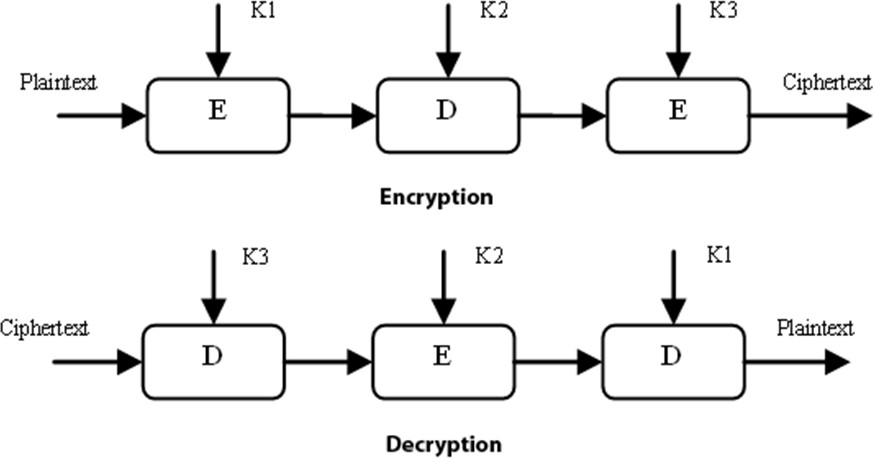 K1 K2 K3
Plaintext E D E Ciphertext
Encryption
K3 K2 K1
Ciphertext D E D Plaintext
Decryption